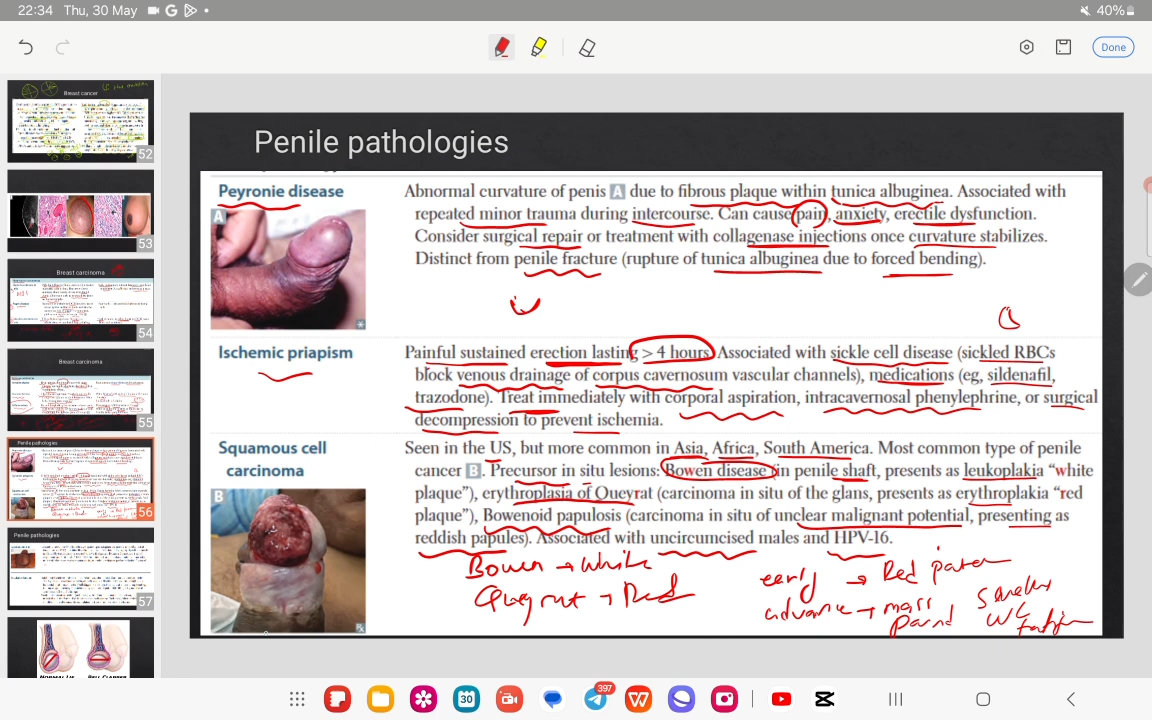 22:34 Thu, 30 May
40%
Done
Breast cancer
52
53
Breast carcinoma
54
Breast carcinoma
55
Penile pathologies
56
Penile pathologies
57
Penile pathologies
Peyronie disease
A
Abnormal curvature of penis A due to fibrous plaque within tunica albuginea. Associated with
repeated minor trauma during intercourse. Can cause pain, anxiety, erectile dysfunction.
Consider surgical repair or treatment with collagenase injections once curvature stabilizes.
Distinct from penile fracture (rupture of tunica albuginea due to forced bending).
Ischemic priapism
Painful sustained erection lasting > 4 hours. Associated with sickle cell disease (sickled RBCs
block venous drainage of corpus cavernosum vascular channels), medications (eg, sildenafil,
trazodone). Treat immediately with corporal aspiration, intracavernosal phenylephrine, or surgical
decompression to prevent ischemia.
Squamous cell
carcinoma
B
Seen in the US, but more common in Asia, Africa, South America. Most common type of penile
cancer B. Precursor in situ lesions: Bowen disease (in penile shaft, presents as leukoplakia “white
plaque”), erythroplasia of Queyrat (carcinoma in situ of the glans, presents as erythroplakia “red
plaque”), Bowenoid papulosis (carcinoma in situ of unclear malignant potential, presenting as
reddish papules). Associated with uncircumcised males and HPV-16.
Bowen → white
→ Red
early → Red
advance → mass
397
30